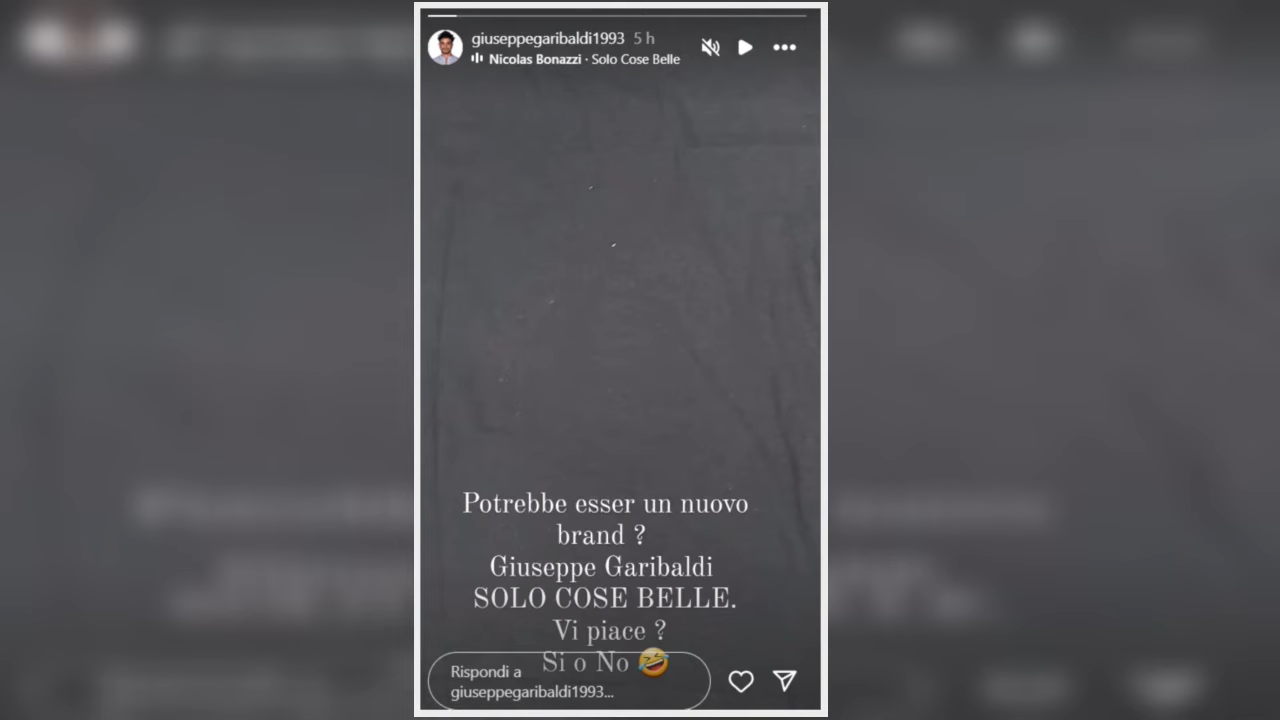 giuseppegaribaldi1993 5 h
Nicolas Bonazzi · Solo Cose Belle
Potrebbe esser un nuovo
brand ?
Giuseppe Garibaldi
SOLO COSE BELLE.
Vi piace ?
Si o No 🤣
Rispondi a
giuseppegaribaldi1993...